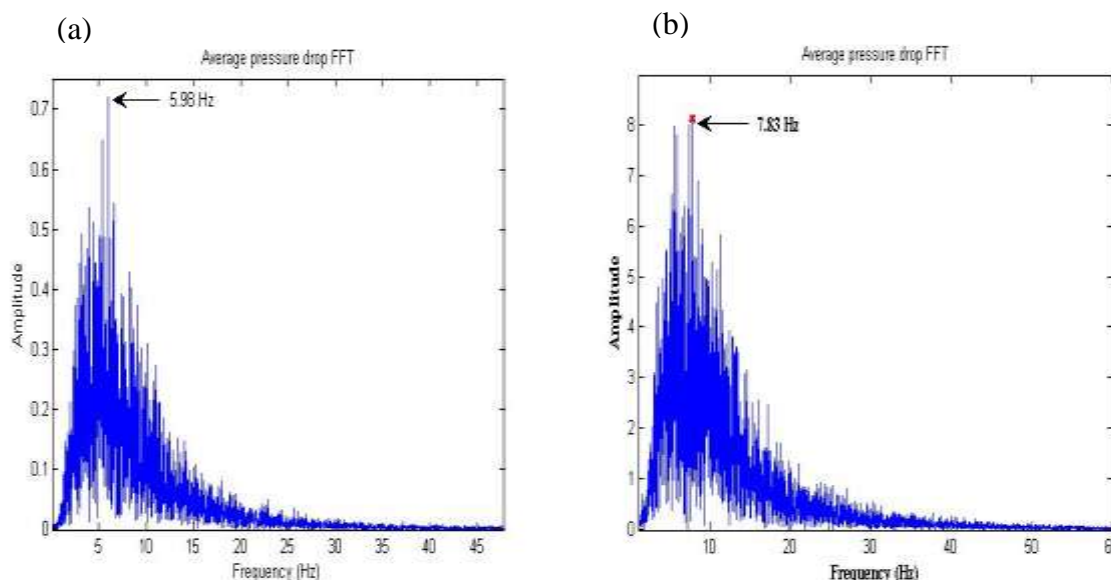 (a)
Average pressure drop FFT
5.98 Hz
0.7
0.6
0.5
0.4
0.3
0.2
0.1
0
Amplitude
5 10 15 20 25 30 35 40 45
Frequency (Hz)
(b)
Average pressure drop FFT
7.83 Hz
8
7
6
5
4
3
2
1
0
Amplitude
10 20 30 40 50 60
Frequency (Hz)